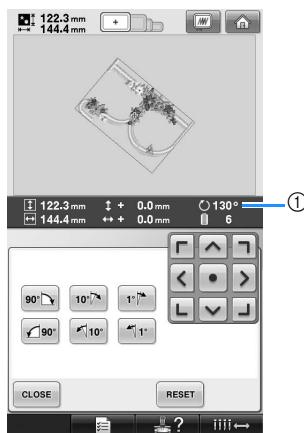 122.3 mm
144.4 mm
122.3 mm + 0.0 mm 130°
144.4 mm + 0.0 mm 6
①
90° 10° 1°
90° 10° 1°
CLOSE RESET
?